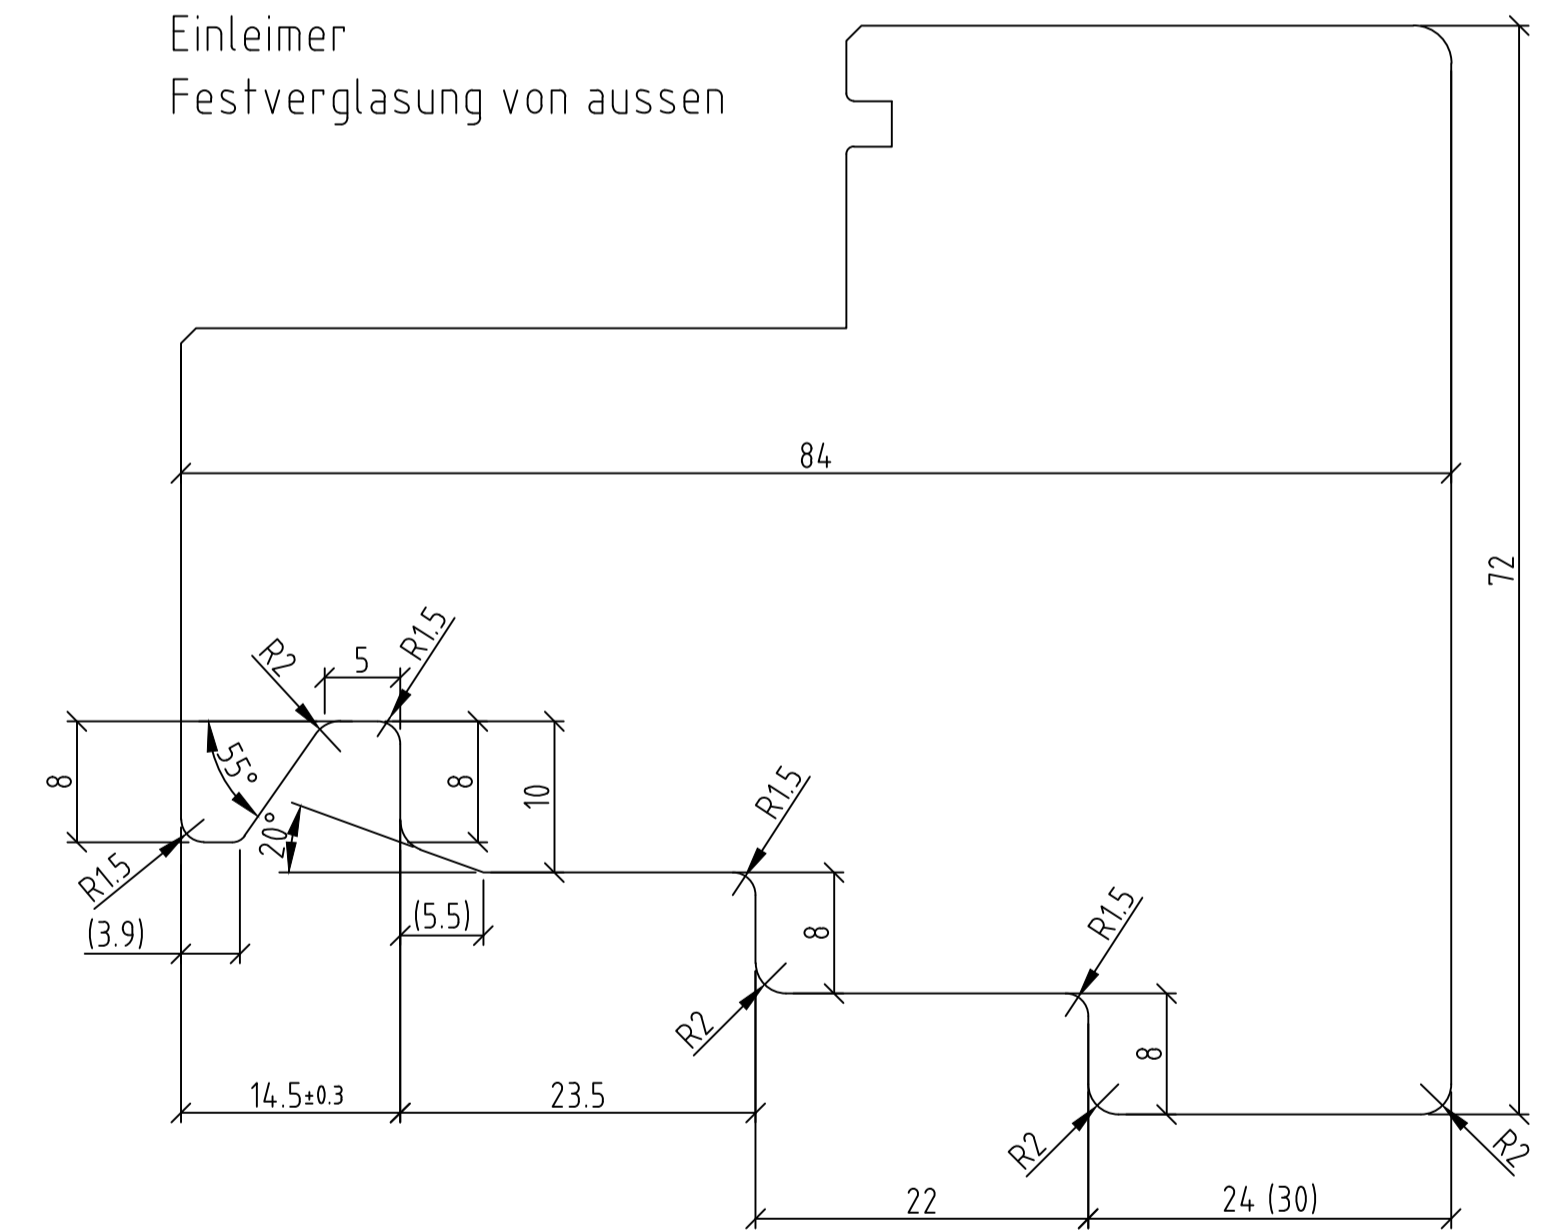 Einleimer
Festverglasung von aussen
84
72
R2
5
R1.5
8
55°
8
10
20°
R1.5
R1.5
(3.9)
(5.5)
8
R1.5
R2
8
14.5±0.3
23.5
R2
R2
22
24 (30)